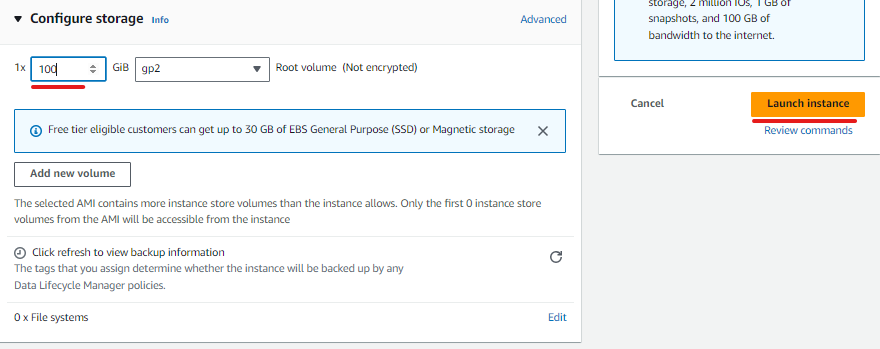 Configure storage Info
Advanced
1x 100 GiB gp2 Root volume (Not encrypted)
Free tier eligible customers can get up to 30 GB of EBS General Purpose (SSD) or Magnetic storage
Add new volume
The selected AMI contains more instance store volumes than the instance allows. Only the first 0 instance store
volumes from the AMI will be accessible from the instance
Click refresh to view backup information
The tags that you assign determine whether the instance will be backed up by any
Data Lifecycle Manager policies.
0 x File systems
Edit
storage, 2 million IOs, 1 GB of
snapshots, and 100 GB of
bandwidth to the internet.
Cancel
Launch instance
Review commands